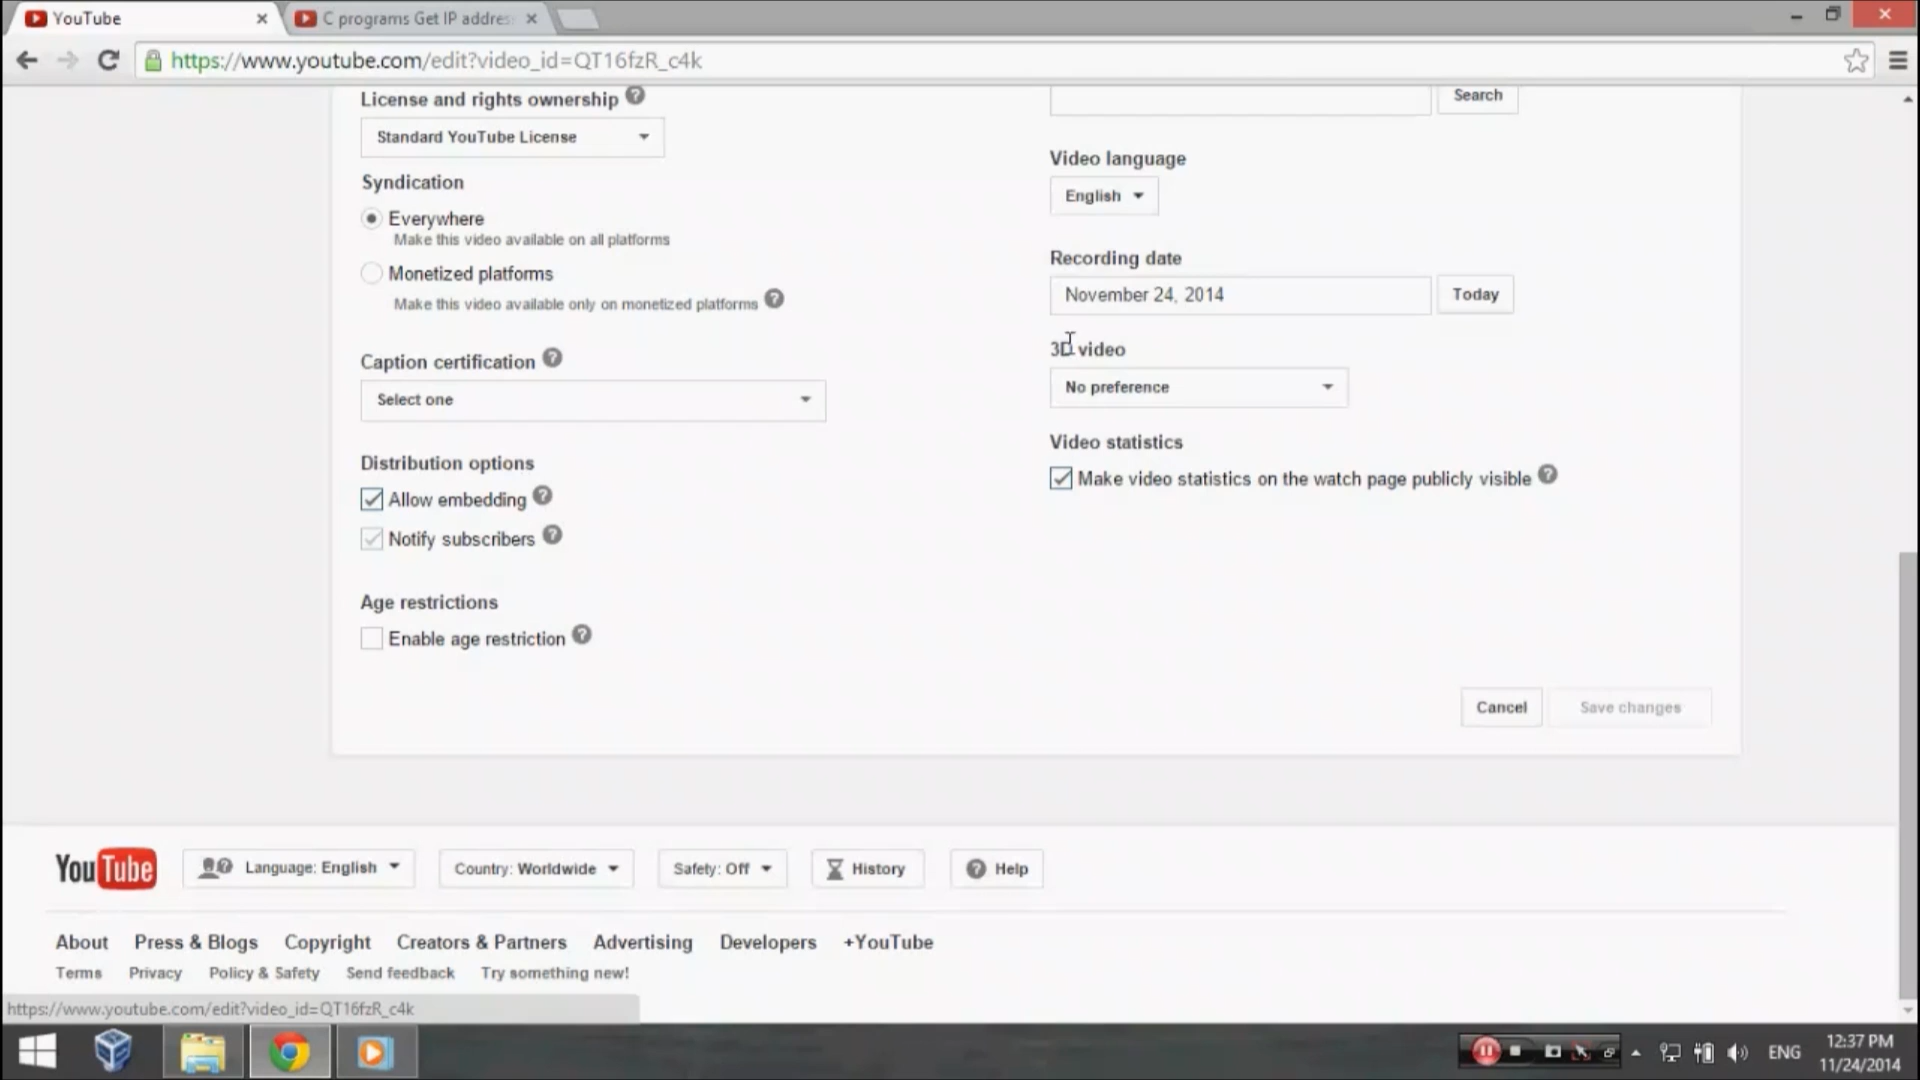 YouTube
C programs Get IP addres
https://www.youtube.com/edit?video_id=QT16fzR_c4k
License and rights ownership
Standard YouTube License
Syndication
Everywhere
Make this video available on all platforms
Monetized platforms
Make this video available only on monetized platforms
Caption certification
Select one
Distribution options
Allow embedding
Notify subscribers
Age restrictions
Enable age restriction
Search
Video language
English
Recording date
November 24, 2014
Today
3D video
No preference
Video statistics
Make video statistics on the watch page publicly visible
Cancel
Save changes
YouTube
Language: English
Country: Worldwide
Safety: Off
History
Help
About Press & Blogs Copyright Creators & Partners Advertising Developers +YouTube
Terms Privacy Policy & Safety Send feedback Try something new!
https://www.youtube.com/edit?video_id=QT16fzR_c4k
ENG
12:37 PM
11/24/2014